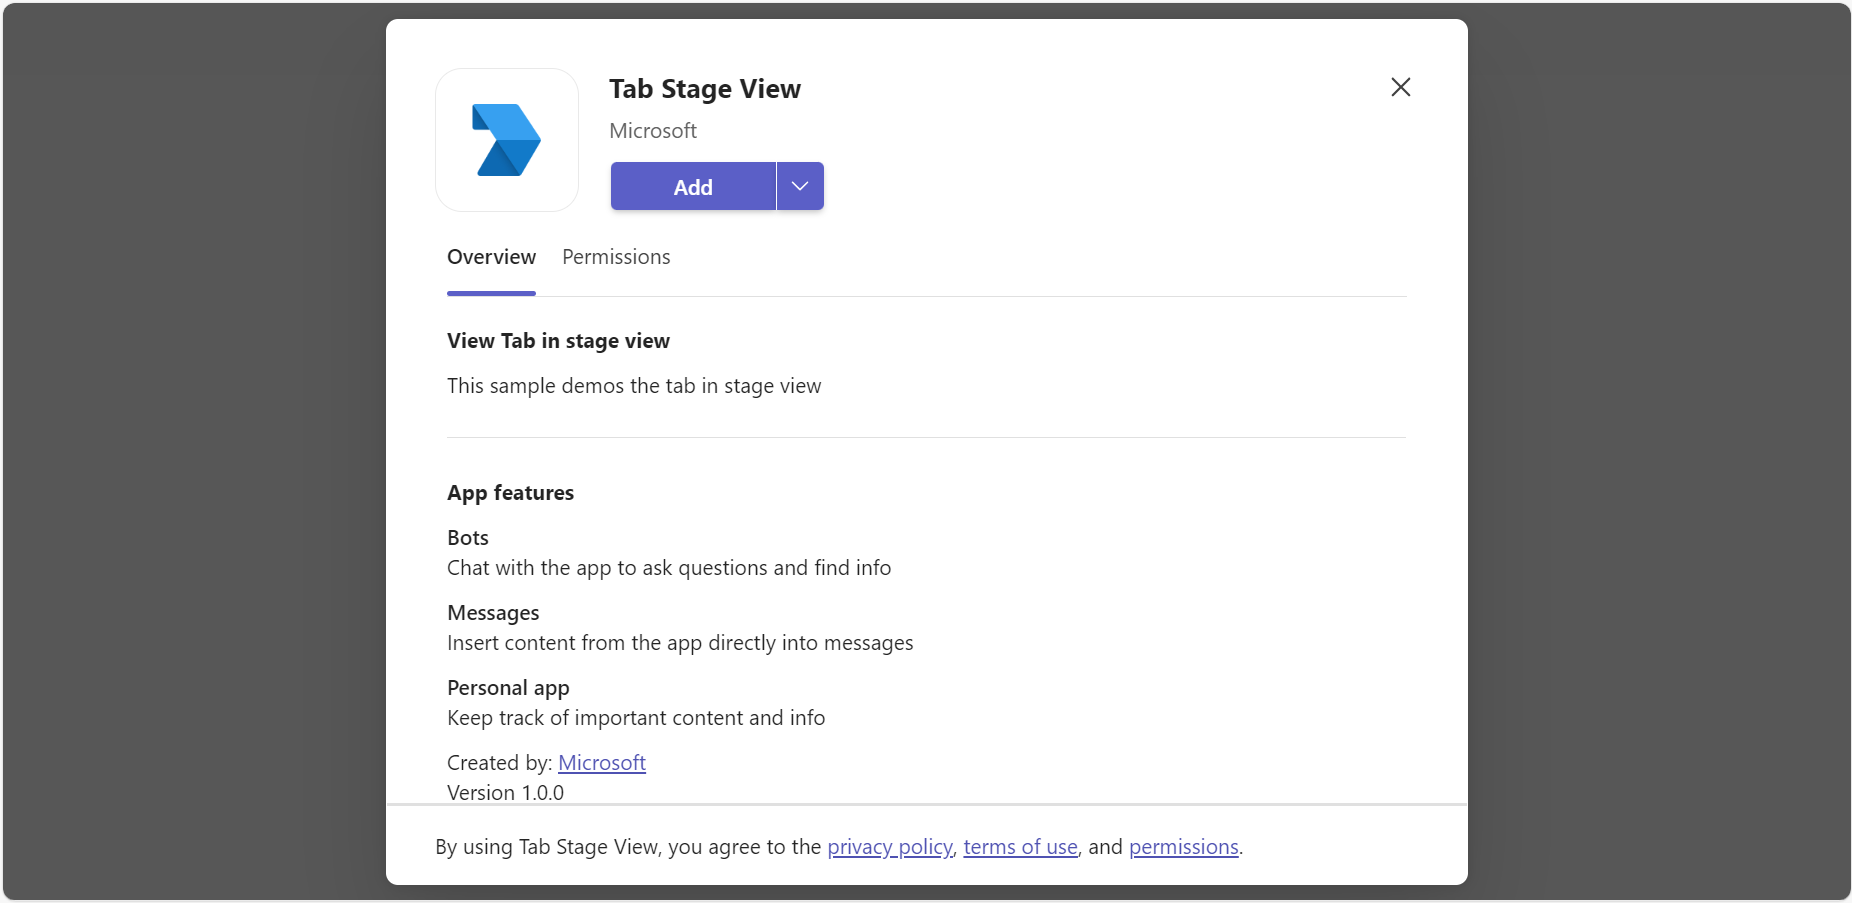 Tab Stage View
Microsoft
Add
Overview Permissions
View Tab in stage view
This sample demos the tab in stage view
App features
Bots
Chat with the app to ask questions and find info
Messages
Insert content from the app directly into messages
Personal app
Keep track of important content and info
Created by: Microsoft
Version 1.0.0
By using Tab Stage View, you agree to the privacy policy, terms of use, and permissions.